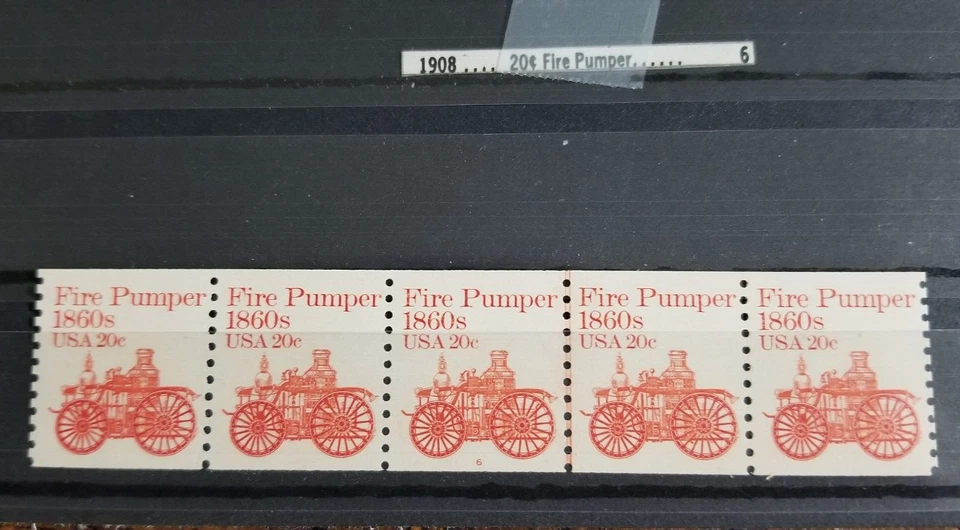 1908 .... 20¢ Fire Pumper...... 6
Fire Pumper
1860s
USA 20c
Fire Pumper
1860s
USA 20c
Fire Pumper
1860s
USA 20c
6
Fire Pumper
1860s
USA 20c
Fire Pumper
1860s
USA 20c